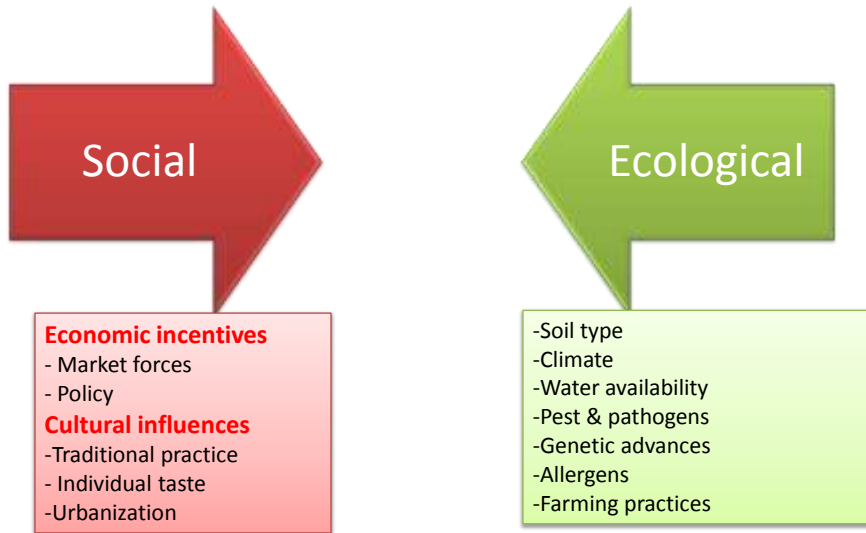 Social
Ecological
Economic incentives
- Market forces
- Policy
Cultural influences
-Traditional practice
- Individual taste
-Urbanization
-Soil type
-Climate
-Water availability
-Pest & pathogens
-Genetic advances
-Allergens
-Farming practices